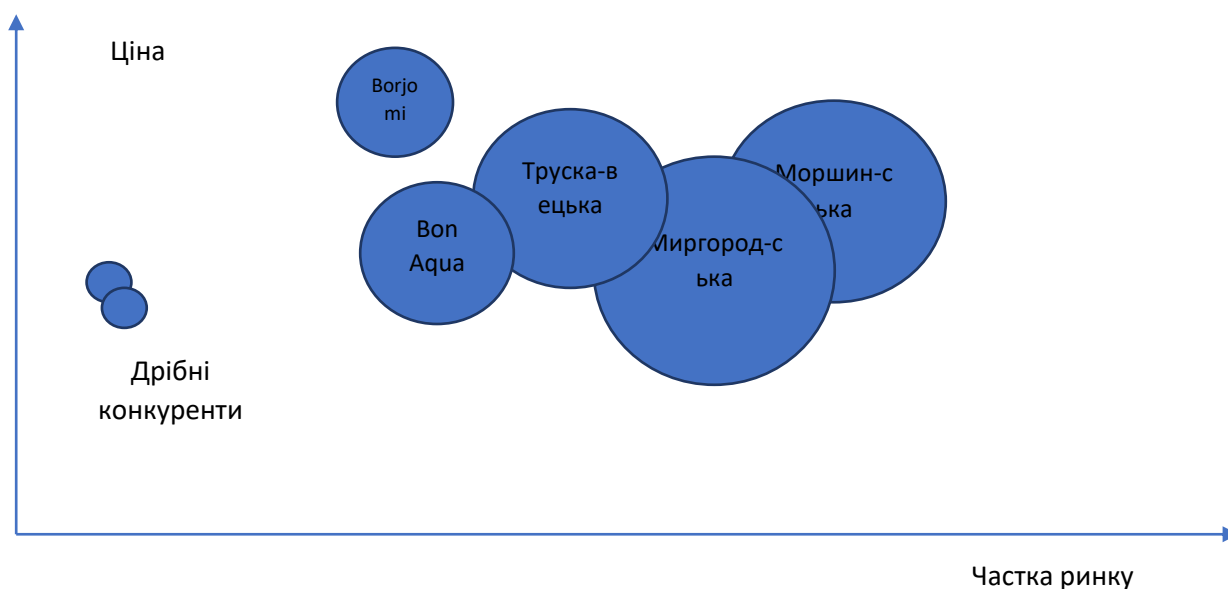 Ціна
Borjo
mi
Труска-в
ецька
Моршин-с
ька
Bon
Aqua
Миргород-с
ька
Дрібні
конкуренти
Частка ринку